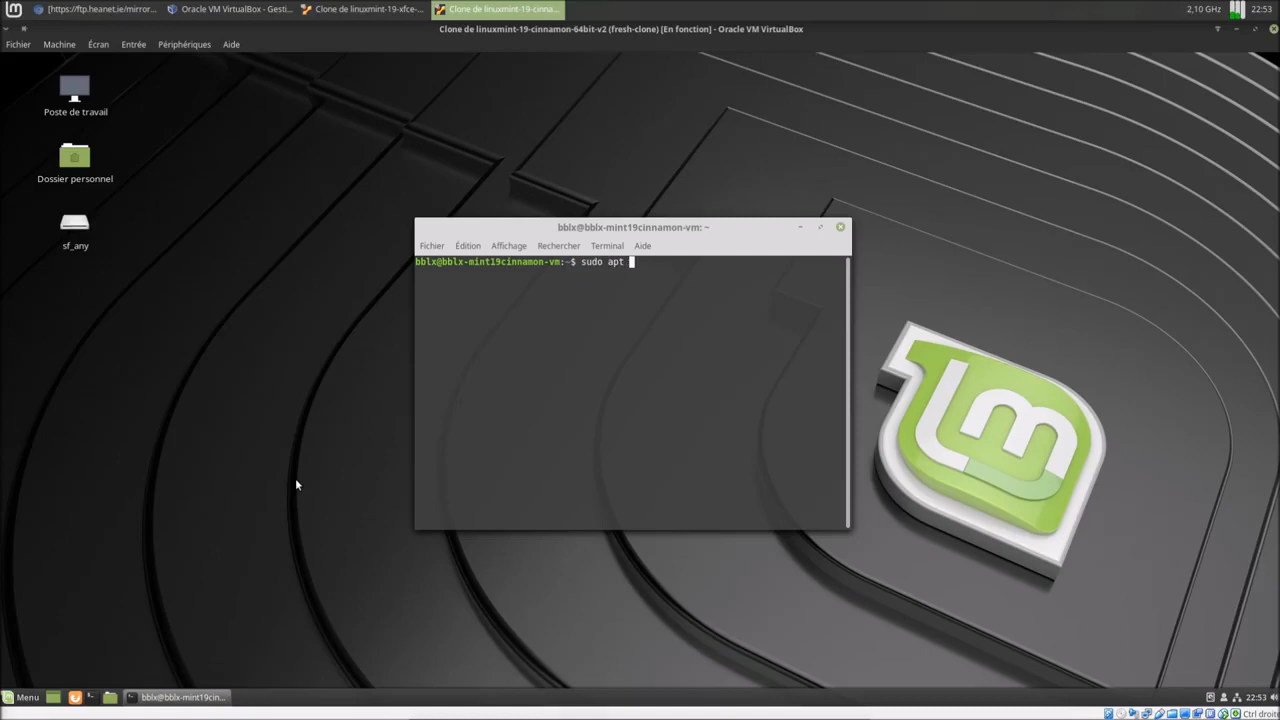 [https://ftp.heanet.ie/mirror...
Oracle VM VirtualBox - Gesti...
Clone de linuxmint-19-xfce-...
Clone de linuxmint-19-cinna...
2,10 GHz
22:53
Clone de linuxmint-19-cinnamon-64bit-v2 (fresh-clone) [En fonction] - Oracle VM VirtualBox
Fichier Machine Écran Entrée Périphériques Aide
Poste de travail
Dossier personnel
sf_any
bblx@bblx-mint19cinnamon-vm: ~
Fichier Édition Affichage Rechercher Terminal Aide
bblx@bblx-mint19cinnamon-vm:~$ sudo apt
Menu
bblx@bblx-mint19cin...
22:53
Ctrl droite